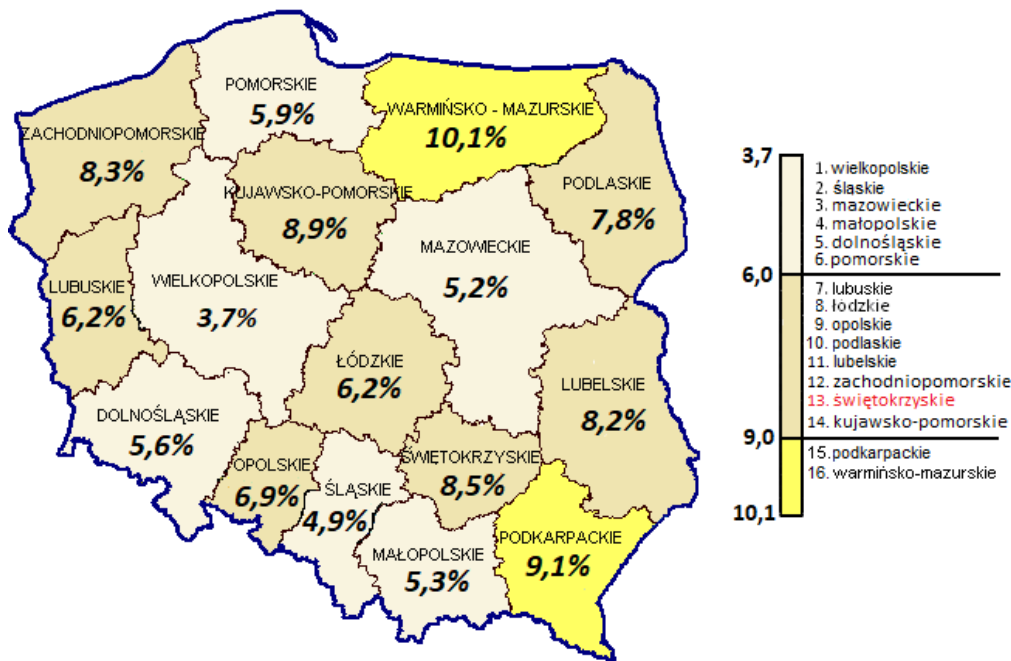 POMORSKIE
5,9%
WARMIŃSKO - MAZURSKIE
10,1%
ZACHODNIOPOMORSKIE
8,3%
KUJAWSKO-POMORSKIE
8,9%
PODLASKIE
7,8%
MAZOWIECKIE
5,2%
WIELKOPOLSKIE
3,7%
LUBUSKIE
6,2%
ŁÓDZKIE
6,2%
LUBELSKIE
8,2%
DOLNOŚLĄSKIE
5,6%
OPOLSKIE
6,9%
ŚLĄSKIE
4,9%
ŚWIĘTOKRZYSKIE
8,5%
MAŁOPOLSKIE
5,3%
PODKARPACKIE
9,1%
3,7
1. wielkopolskie
2. śląskie
3. mazowieckie
4. małopolskie
5. dolnośląskie
6. pomorskie
6,0
7. lubuskie
8. łódzkie
9. opolskie
10. podlaskie
11. lubelskie
12. zachodniopomorskie
13. świętokrzyskie
14. kujawsko-pomorskie
9,0
15. podkarpackie
16. warmińsko-mazurskie
10,1